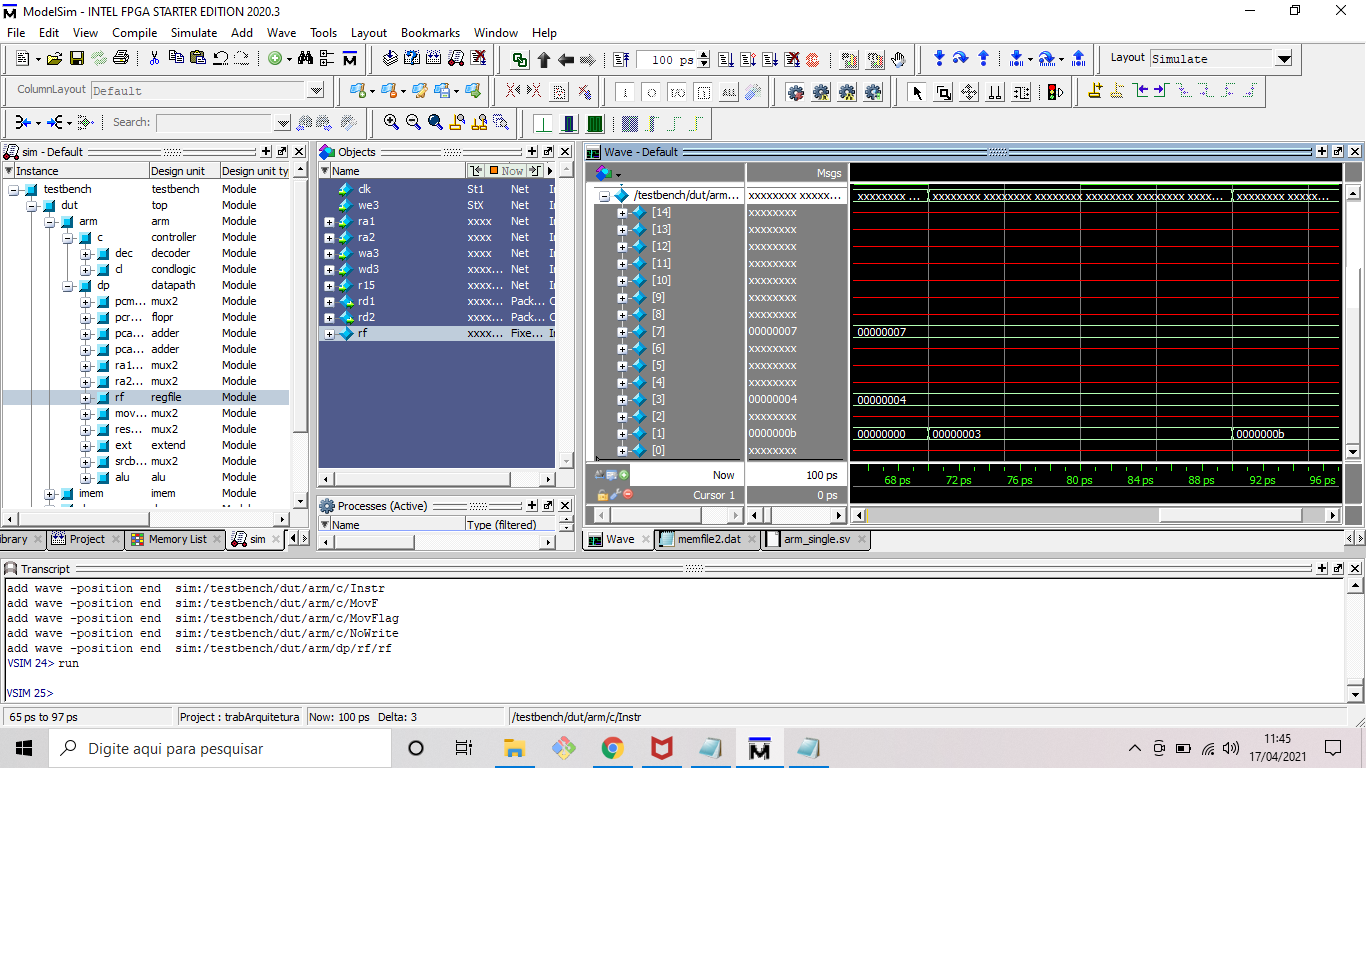 ModelSim - INTEL FPGA STARTER EDITION 2020.3
File Edit View Compile Simulate Add Wave Tools Layout Bookmarks Window Help
100 ps
Layout Simulate
ColumnLayout Default
ALL
Search:
sim - Default
Instance Design unit Design unit ty
testbench testbench Module
dut top Module
arm arm Module
c controller Module
dec decoder Module
cl condlogic Module
dp datapath Module
pcm... mux2 Module
pcr... flopr Module
pca... adder Module
pca... adder Module
ra1... mux2 Module
ra2... mux2 Module
rf regfile Module
mov... mux2 Module
res... mux2 Module
ext extend Module
srcb... mux2 Module
alu alu Module
imem imem Module
ibrary Project Memory List sim
Objects
Name Now
clk St1 Net In
we3 StX Net In
ra1 xxxx Net In
ra2 xxxx Net In
wa3 xxxx Net In
wd3 xxxx... Net In
r15 xxxx... Net In
rd1 xxxx... Pack... O
rd2 xxxx... Pack... O
rf xxxx... Fixe... In
Processes (Active)
Name Type (filtered)
Wave - Default
Msgs
/testbench/dut/arm... xxxxxxxx xxxxx... xxxxxxxx ... xxxxxxxx xxxxxxxx xxxxxxxx xxxxxxxx xxxxxxxx xxxxxxxx xxxx... xxxxxxxx xxxxx...
[14] xxxxxxxx
[13] xxxxxxxx
[12] xxxxxxxx
[11] xxxxxxxx
[10] xxxxxxxx
[9] xxxxxxxx
[8] xxxxxxxx
[7] 00000007 00000007
[6] xxxxxxxx
[5] xxxxxxxx
[4] xxxxxxxx
[3] 00000004 00000004
[2] xxxxxxxx
[1] 0000000b 00000000 00000003 0000000b
[0] xxxxxxxx
Now 100 ps 68 ps 72 ps 76 ps 80 ps 84 ps 88 ps 92 ps 96 ps
Cursor 1 0 ps
Wave memfile2.dat arm_single.sv
Transcript
add wave -position end sim:/testbench/dut/arm/c/Instr
add wave -position end sim:/testbench/dut/arm/c/MovF
add wave -position end sim:/testbench/dut/arm/c/MovFlag
add wave -position end sim:/testbench/dut/arm/c/NoWrite
add wave -position end sim:/testbench/dut/arm/dp/rf/rf
VSIM 24> run
VSIM 25>
65 ps to 97 ps Project : trabArquitetura Now: 100 ps Delta: 3 /testbench/dut/arm/c/Instr
Digite aqui para pesquisar
11:45
17/04/2021